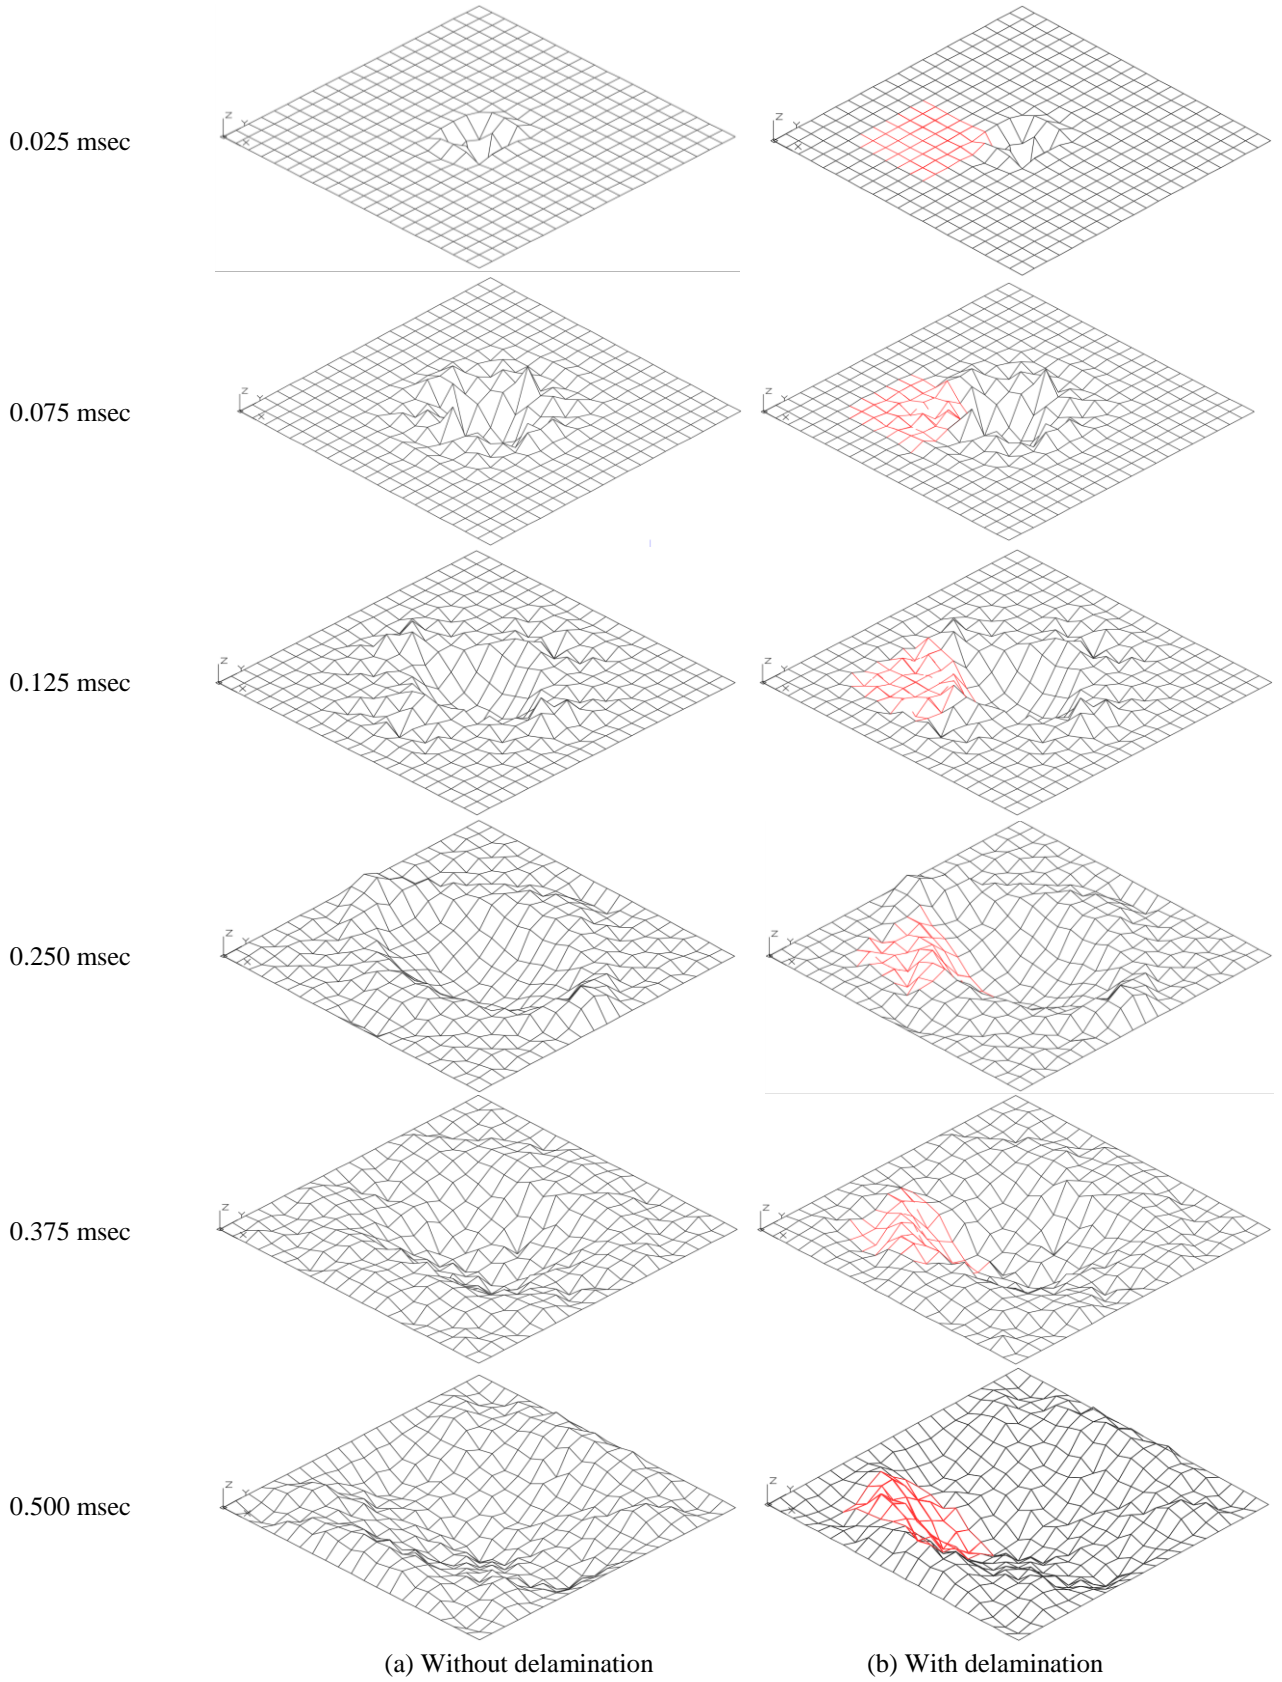 0.025 msec
Z
Y
X
Z
Y
X
0.075 msec
Z
Y
X
Z
Y
X
0.125 msec
Z
Y
X
Z
Y
X
0.250 msec
Z
Y
X
Z
Y
X
0.375 msec
Z
Y
X
Z
Y
X
0.500 msec
Z
Y
X
Z
Y
X
(a) Without delamination
(b) With delamination